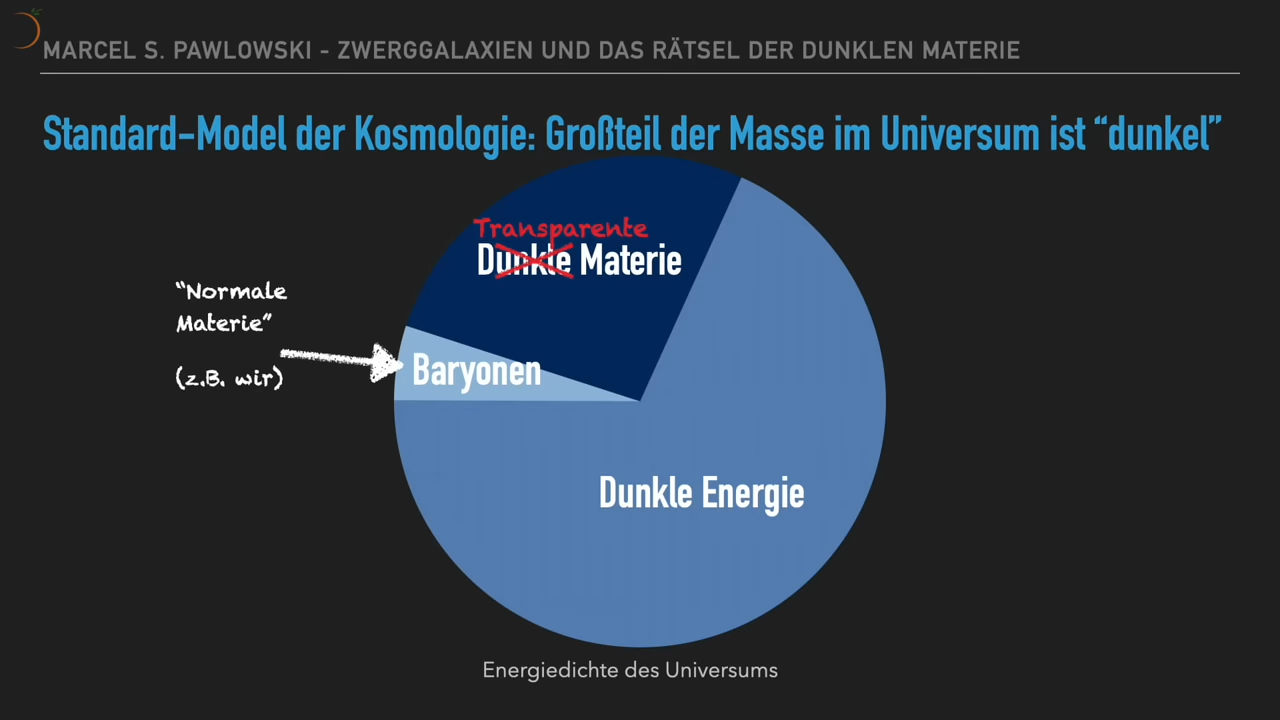 MARCEL S. PAWLOWSKI - ZWERGGALAXIEN UND DAS RÄTSEL DER DUNKLEN MATERIE
Standard-Model der Kosmologie: Großteil der Masse im Universum ist “dunkel”
Transparente
Dunkle Materie
“Normale
Materie”
(z.B. wir)
Baryonen
Dunkle Energie
Energiedichte des Universums